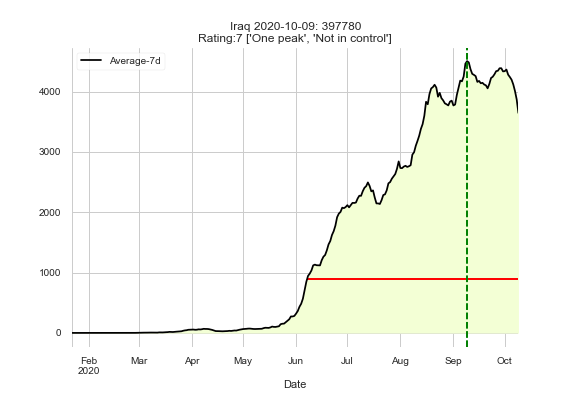 Iraq 2020-10-09: 397780
Rating:7 ['One peak', 'Not in control']
Average-7d
4000
3000
2000
1000
0
Feb Mar Apr May Jun Jul Aug Sep Oct
2020
Date